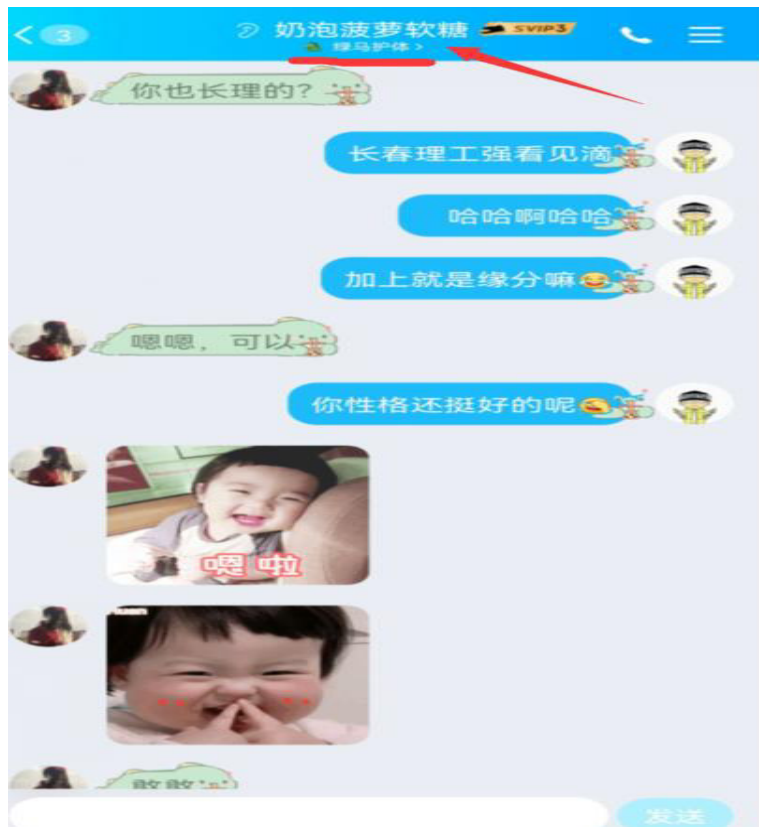 3
奶泡菠萝软糖 SVIP3
绿马护体>
你也长理的?
长春理工强看见滴
哈哈啊哈哈
加上就是缘分嘛
嗯嗯，可以
你性格还挺好的呢
嗯 啦
敢敢
发送